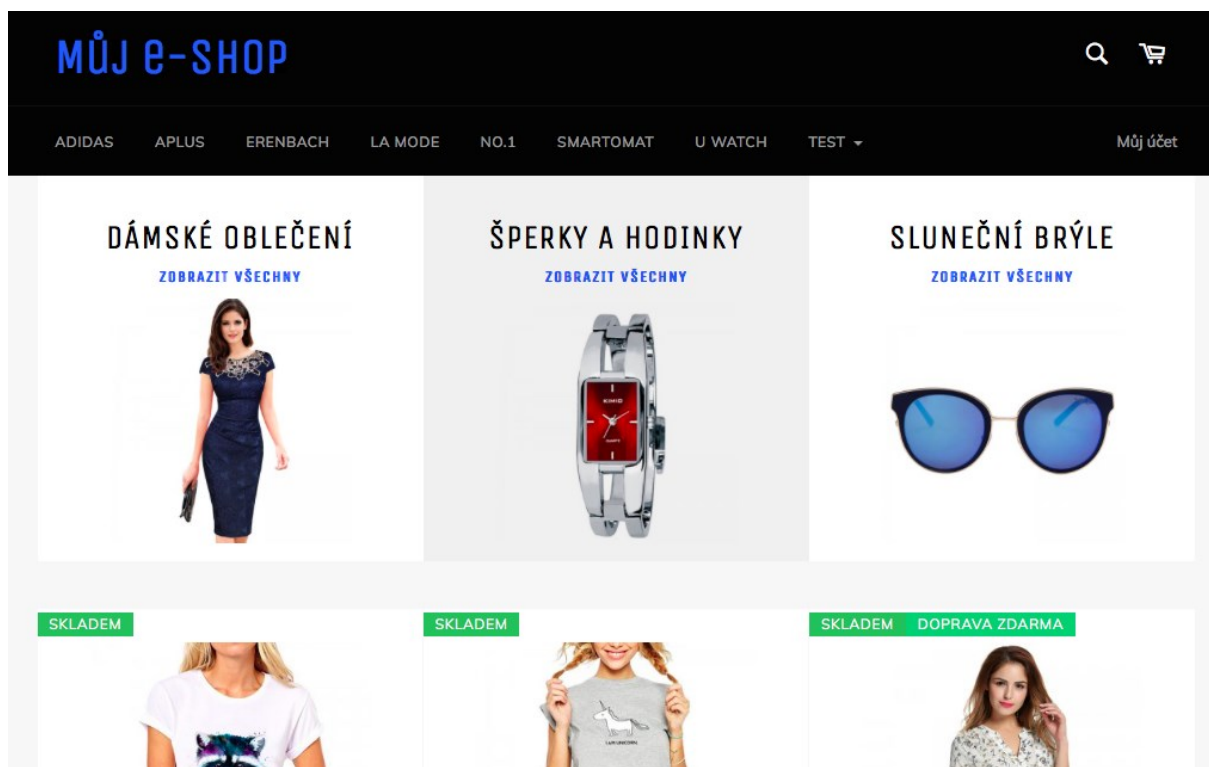 MŮJ e-SHOP
ADIDAS APLUS ERENBACH LA MODE NO.1 SMARTOMAT U WATCH TEST Můj účet
DÁMSKÉ OBLEČENÍ
ZOBRAZIT VŠECHNY
ŠPERKY A HODINKY
ZOBRAZIT VŠECHNY
SLUNEČNÍ BRÝLE
ZOBRAZIT VŠECHNY
SKLADEM
SKLADEM
SKLADEM DOPRAVA ZDARMA